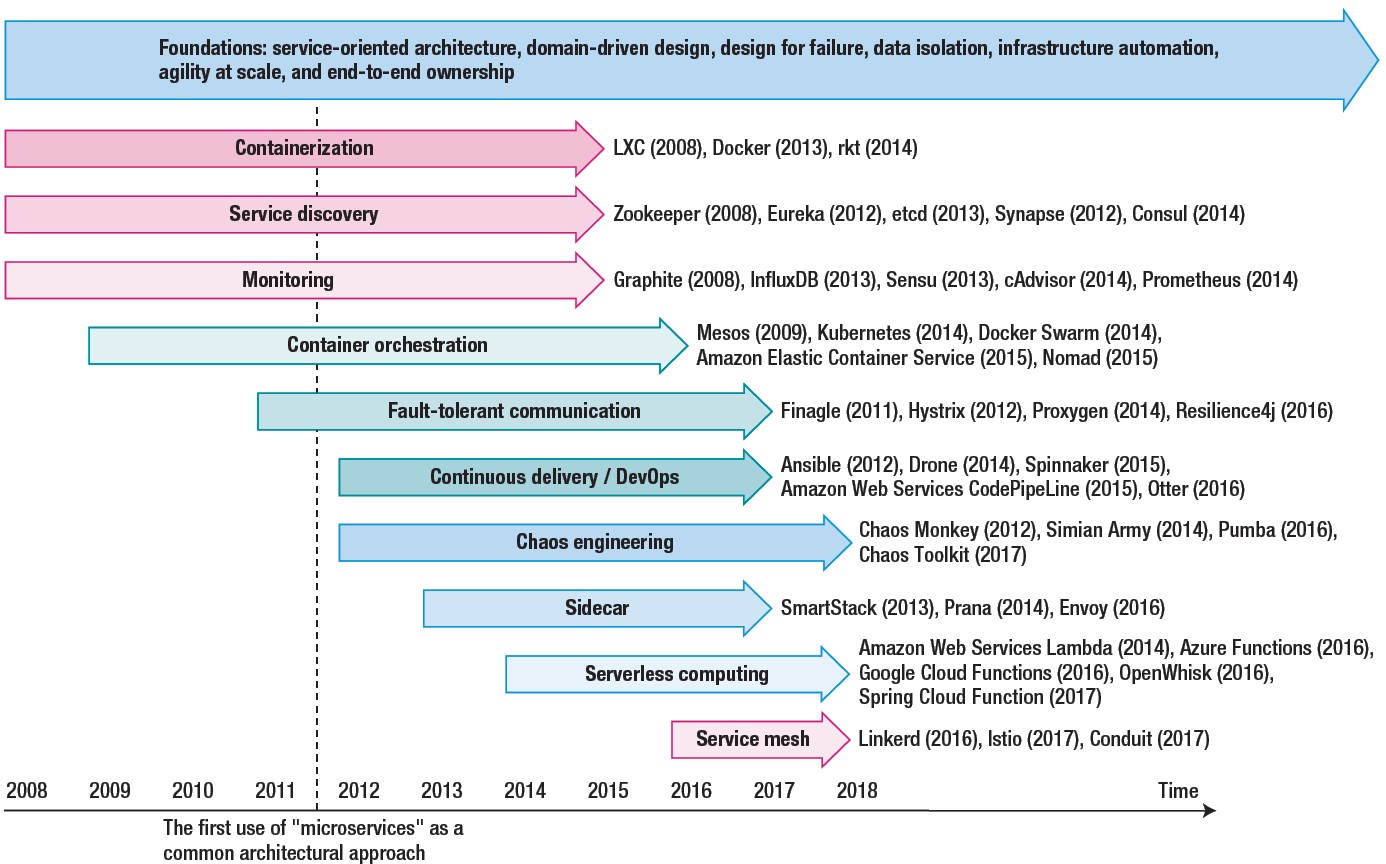 Foundations: service-oriented architecture, domain-driven design, design for failure, data isolation, infrastructure automation,
agility at scale, and end-to-end ownership
Containerization
LXC (2008), Docker (2013), rkt (2014)
Service discovery
Zookeeper (2008), Eureka (2012), etcd (2013), Synapse (2012), Consul (2014)
Monitoring
Graphite (2008), InfluxDB (2013), Sensu (2013), cAdvisor (2014), Prometheus (2014)
Container orchestration
Mesos (2009), Kubernetes (2014), Docker Swarm (2014),
Amazon Elastic Container Service (2015), Nomad (2015)
Fault-tolerant communication
Finagle (2011), Hystrix (2012), Proxygen (2014), Resilience4j (2016)
Continuous delivery / DevOps
Ansible (2012), Drone (2014), Spinnaker (2015),
Amazon Web Services CodePipeLine (2015), Otter (2016)
Chaos engineering
Chaos Monkey (2012), Simian Army (2014), Pumba (2016),
Chaos Toolkit (2017)
Sidecar
SmartStack (2013), Prana (2014), Envoy (2016)
Serverless computing
Amazon Web Services Lambda (2014), Azure Functions (2016),
Google Cloud Functions (2016), OpenWhisk (2016),
Spring Cloud Function (2017)
Service mesh
Linkerd (2016), Istio (2017), Conduit (2017)
2008 2009 2010 2011 2012 2013 2014 2015 2016 2017 2018 Time
The first use of "microservices" as a
common architectural approach